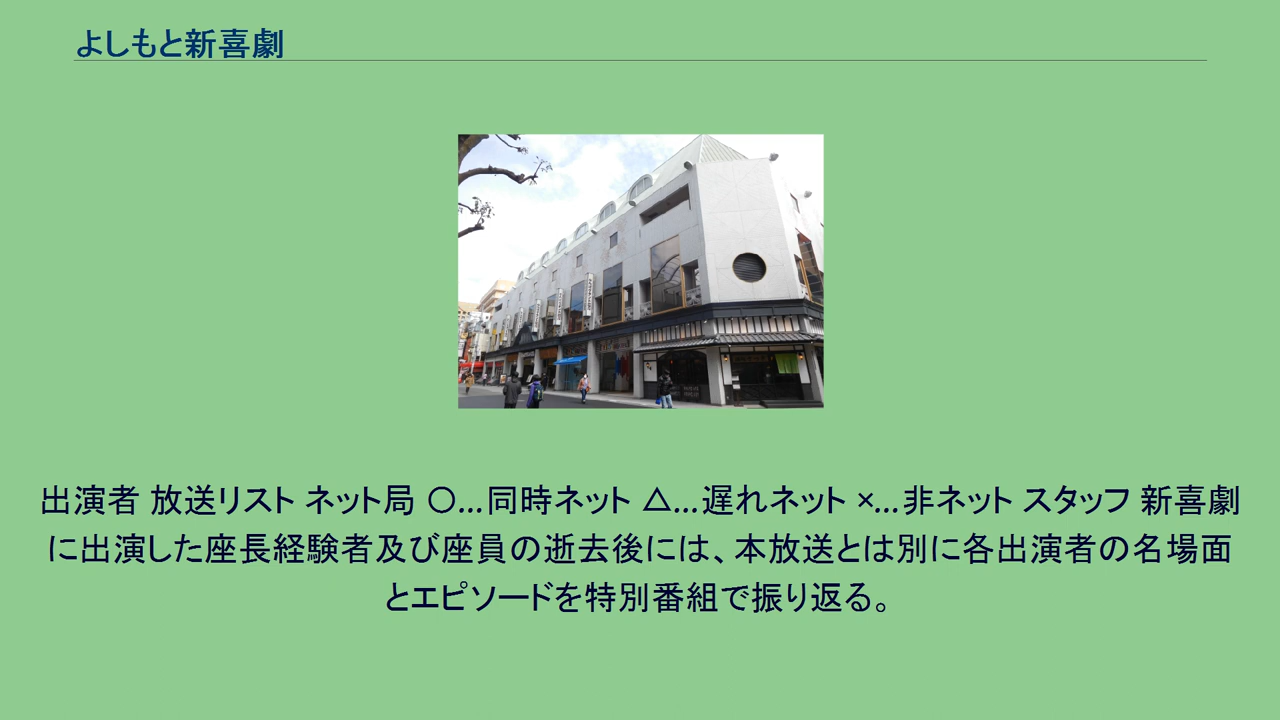 よしもと新喜劇
出演者 放送リスト ネット局 〇…同時ネット △…遅れネット ×…非ネット スタッフ 新喜劇
に出演した座長経験者及び座員の逝去後には、本放送とは別に各出演者の名場面
とエピソードを特別番組で振り返る。